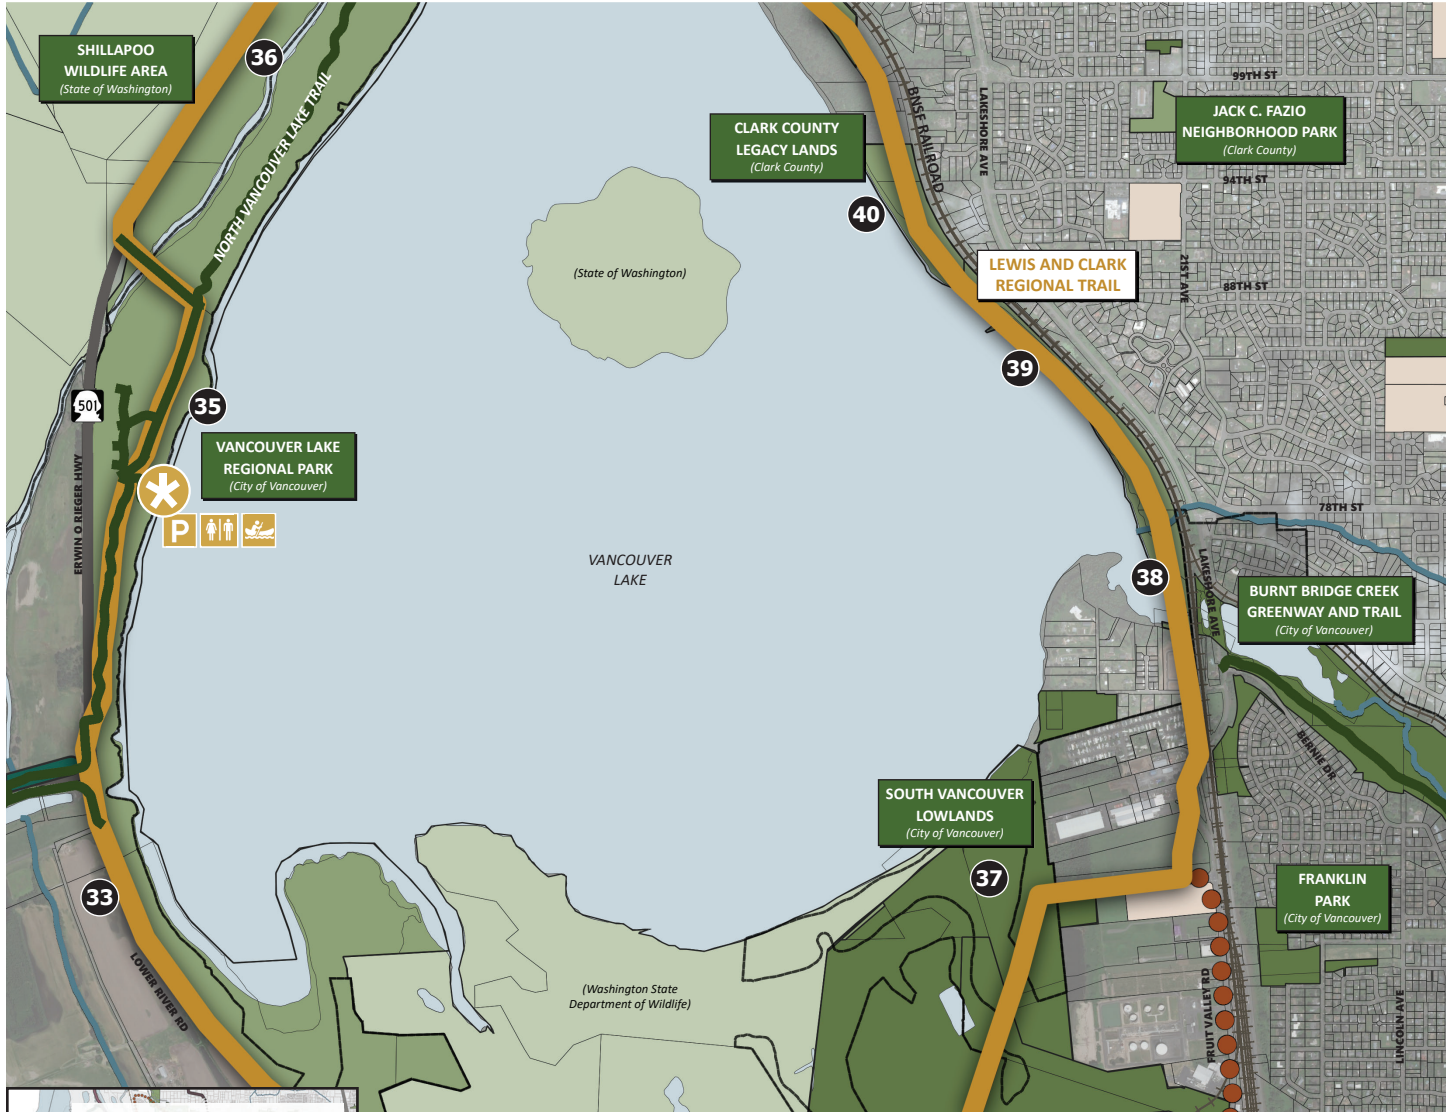 SHILLAPOO
WILDLIFE AREA
(State of Washington)
36
NORTH VANCOUVER LAKE TRAIL
CLARK COUNTY
LEGACY LANDS
(Clark County)
40
BNSF RAILROAD
LAKESHORE AVE
99TH ST
JACK C. FAZIO
NEIGHBORHOOD PARK
(Clark County)
94TH ST
(State of Washington)
LEWIS AND CLARK
REGIONAL TRAIL
21ST AVE
88TH ST
39
501
35
VANCOUVER LAKE
REGIONAL PARK
(City of Vancouver)
P
ERWIN O RIEGER HWY
VANCOUVER
LAKE
78TH ST
38
LAKESHORE AVE
BURNT BRIDGE CREEK
GREENWAY AND TRAIL
(City of Vancouver)
BERNIE DR
SOUTH VANCOUVER
LOWLANDS
(City of Vancouver)
37
33
FRANKLIN
PARK
(City of Vancouver)
LOWER RIVER RD
(Washington State
Department of Wildlife)
FRUIT VALLEY RD
LINCOLN AVE